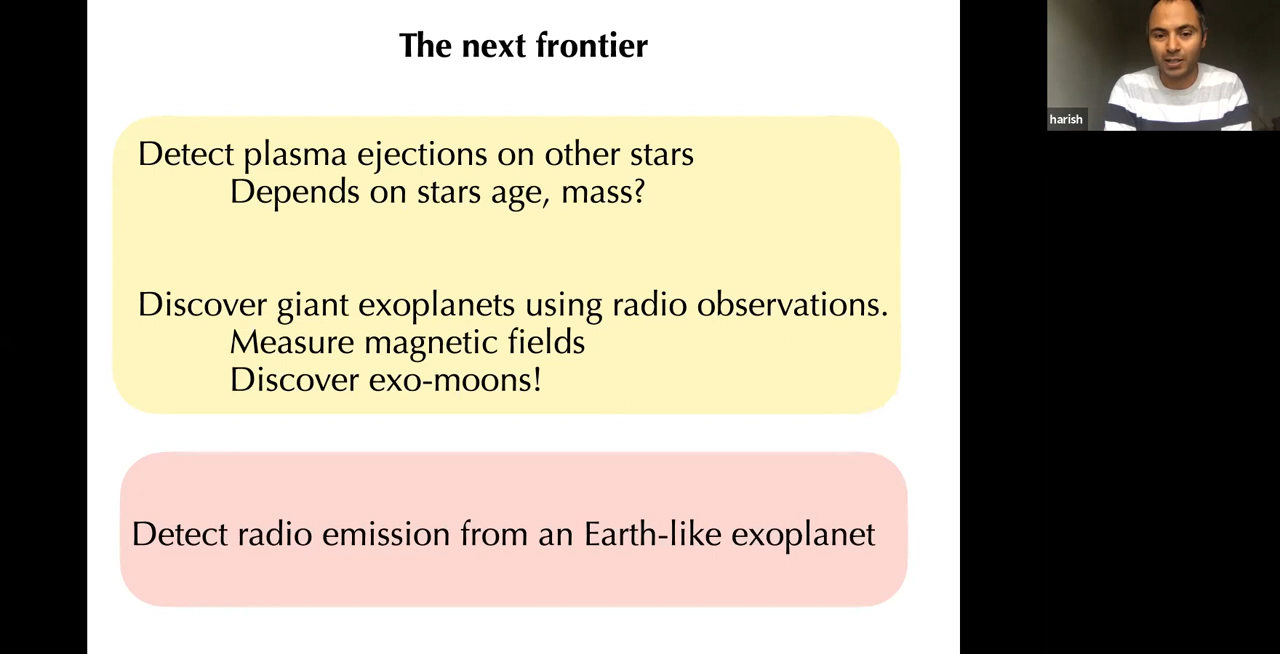 The next frontier
Detect plasma ejections on other stars
Depends on stars age, mass?
Discover giant exoplanets using radio observations.
Measure magnetic fields
Discover exo-moons!
Detect radio emission from an Earth-like exoplanet
harish